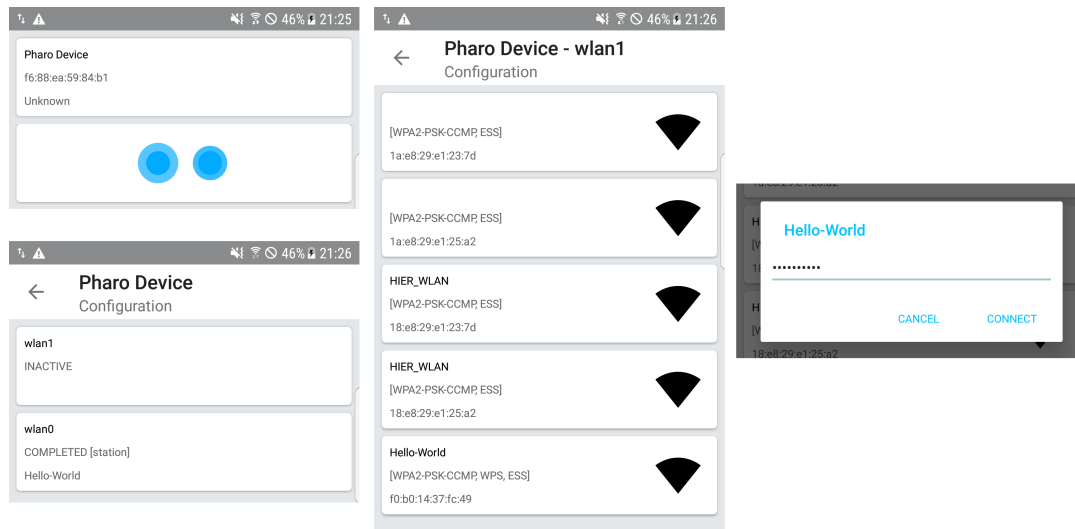 46% 21:25
Pharo Device
f6:88:ea:59:84:b1
Unknown
46% 21:26
Pharo Device
Configuration
wlan1
INACTIVE
wlan0
COMPLETED [station]
Hello-World
46% 21:26
Pharo Device - wlan1
Configuration
[WPA2-PSK-CCMP, ESS]
1a:e8:29:e1:23:7d
[WPA2-PSK-CCMP, ESS]
1a:e8:29:e1:25:a2
HIER_WLAN
[WPA2-PSK-CCMP, ESS]
18:e8:29:e1:23:7d
HIER_WLAN
[WPA2-PSK-CCMP, ESS]
18:e8:29:e1:25:a2
Hello-World
[WPA2-PSK-CCMP, WPS, ESS]
f0:b0:14:37:fc:49
H
[W
18
Hello-World
••••••••••
CANCEL CONNECT
H
[W
18:e8:29:e1:25:a2